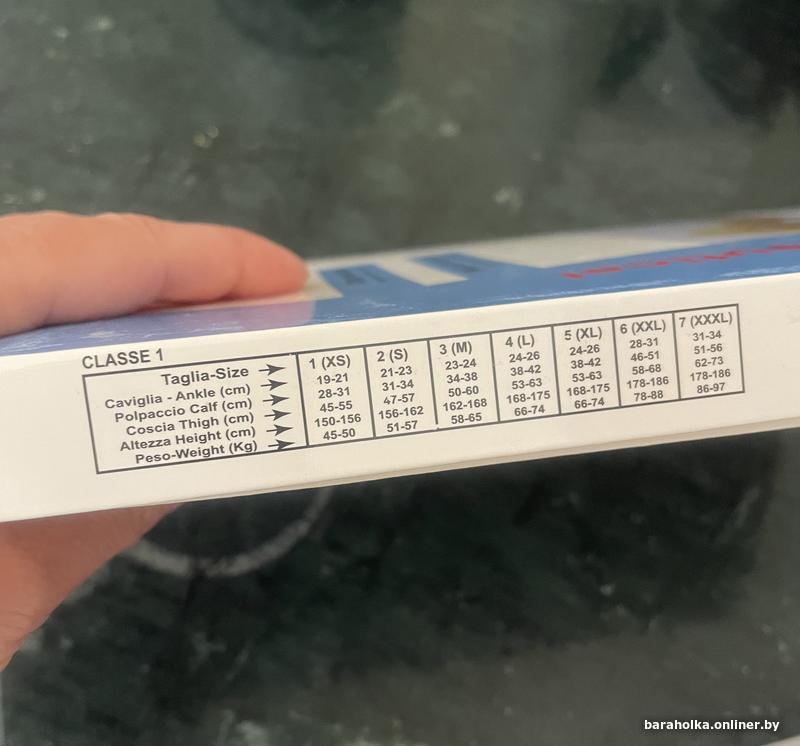 CLASSE 1
Taglia-Size 1 (XS) 2 (S) 3 (M) 4 (L) 5 (XL) 6 (XXL) 7 (XXXL)
Caviglia - Ankle (cm) 19-21 21-23 23-24 24-26 24-26 28-31 31-34
Polpaccio Calf (cm) 28-31 31-34 34-38 38-42 38-42 46-51 51-56
Coscia Thigh (cm) 45-55 47-57 50-60 53-63 53-63 58-68 62-73
Altezza Height (cm) 150-156 156-162 162-168 168-175 168-175 178-186 178-186
Peso-Weight (Kg) 45-50 51-57 58-65 66-74 66-74 78-88 86-97
baraholka.onliner.by